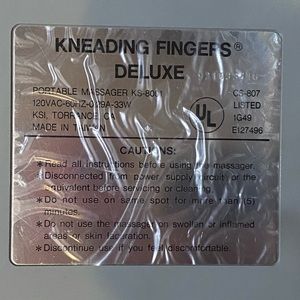 KNEADING FINGERS®
DELUXE
PORTABLE MASSAGER KS-8001
CS-807
120VAC-60HZ-0.29A-33W
UL
LISTED
KSI, TORRANCE, CA
1G49
MADE IN TAIWAN
E127496
CAUTIONS:
*Read all instructions before using the massager.
*Disconnected from power supply circuit or the
equivalent before servicing or cleaning.
*Do not use on same spot for more than (5)
minutes.
*Do not use the massager on swollen or inflamed
areas or skin
*Discontinue use if you feel discomfortable.